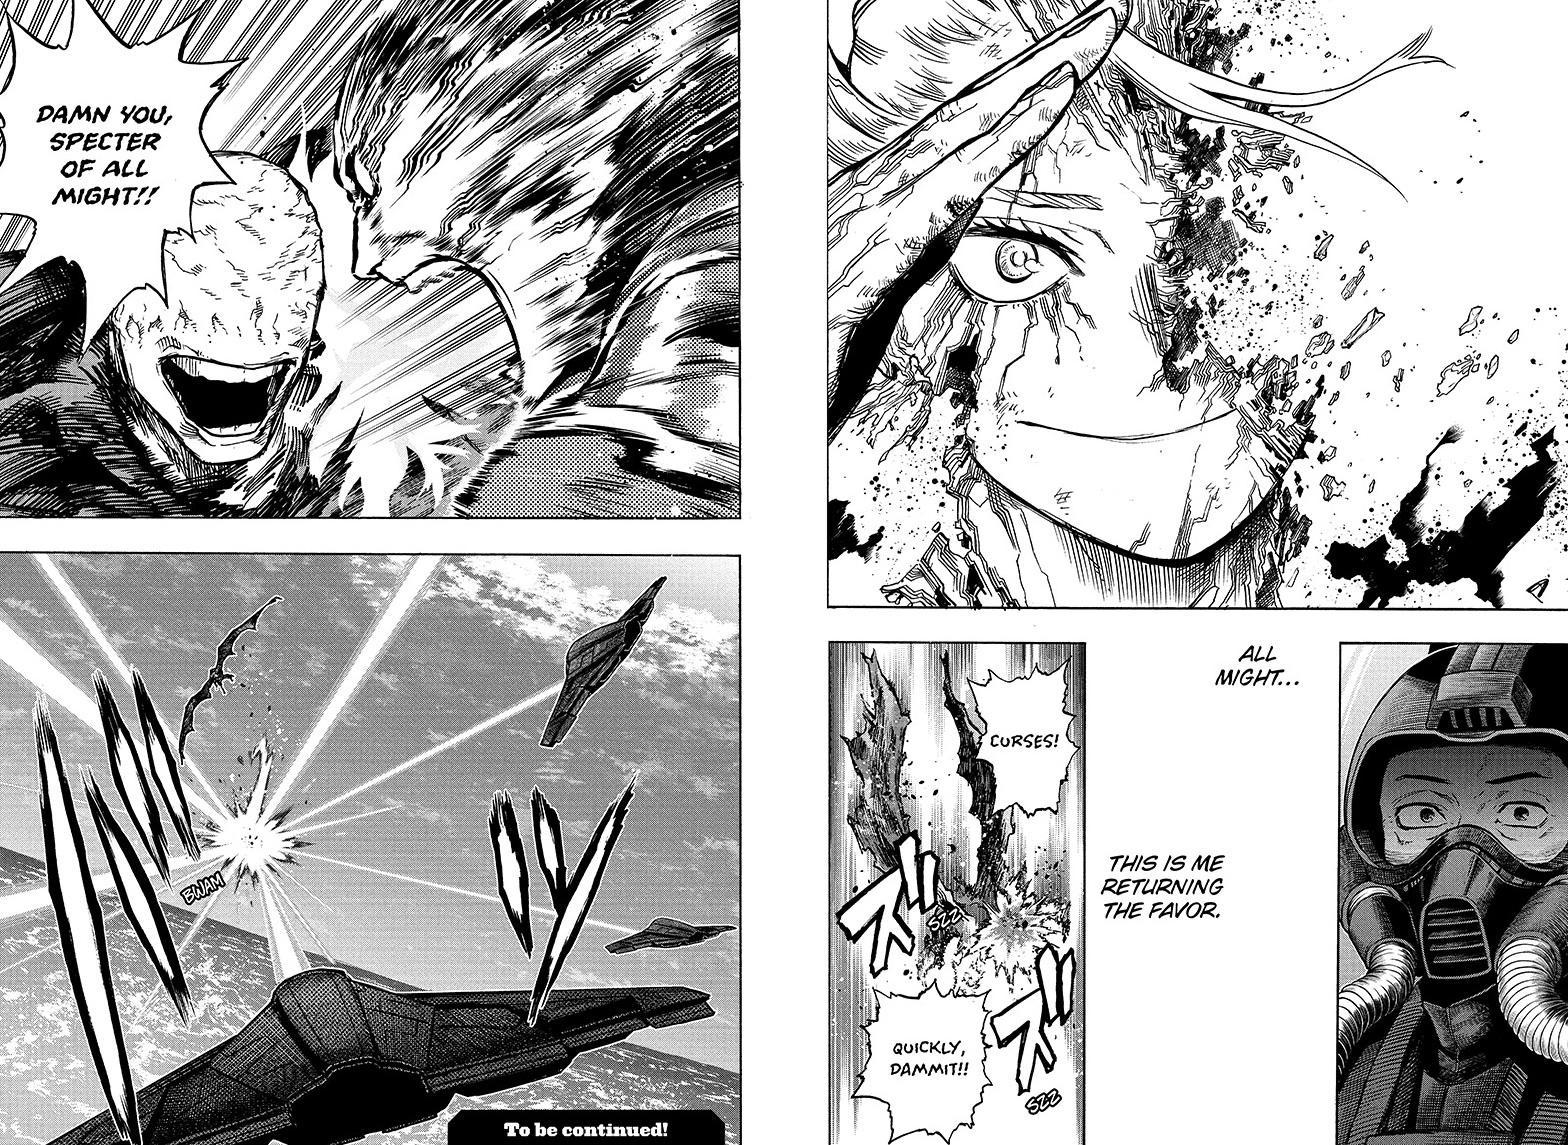 ALL
MIGHT...
THIS IS ME
RETURNING
THE FAVOR.
CURSES!
ズ
SZZ
ズ
SZZ
QUICKLY,
DAMMIT!!
DAMN YOU,
SPECTER
OF ALL
MIGHT!!
BWAM
To be continued!